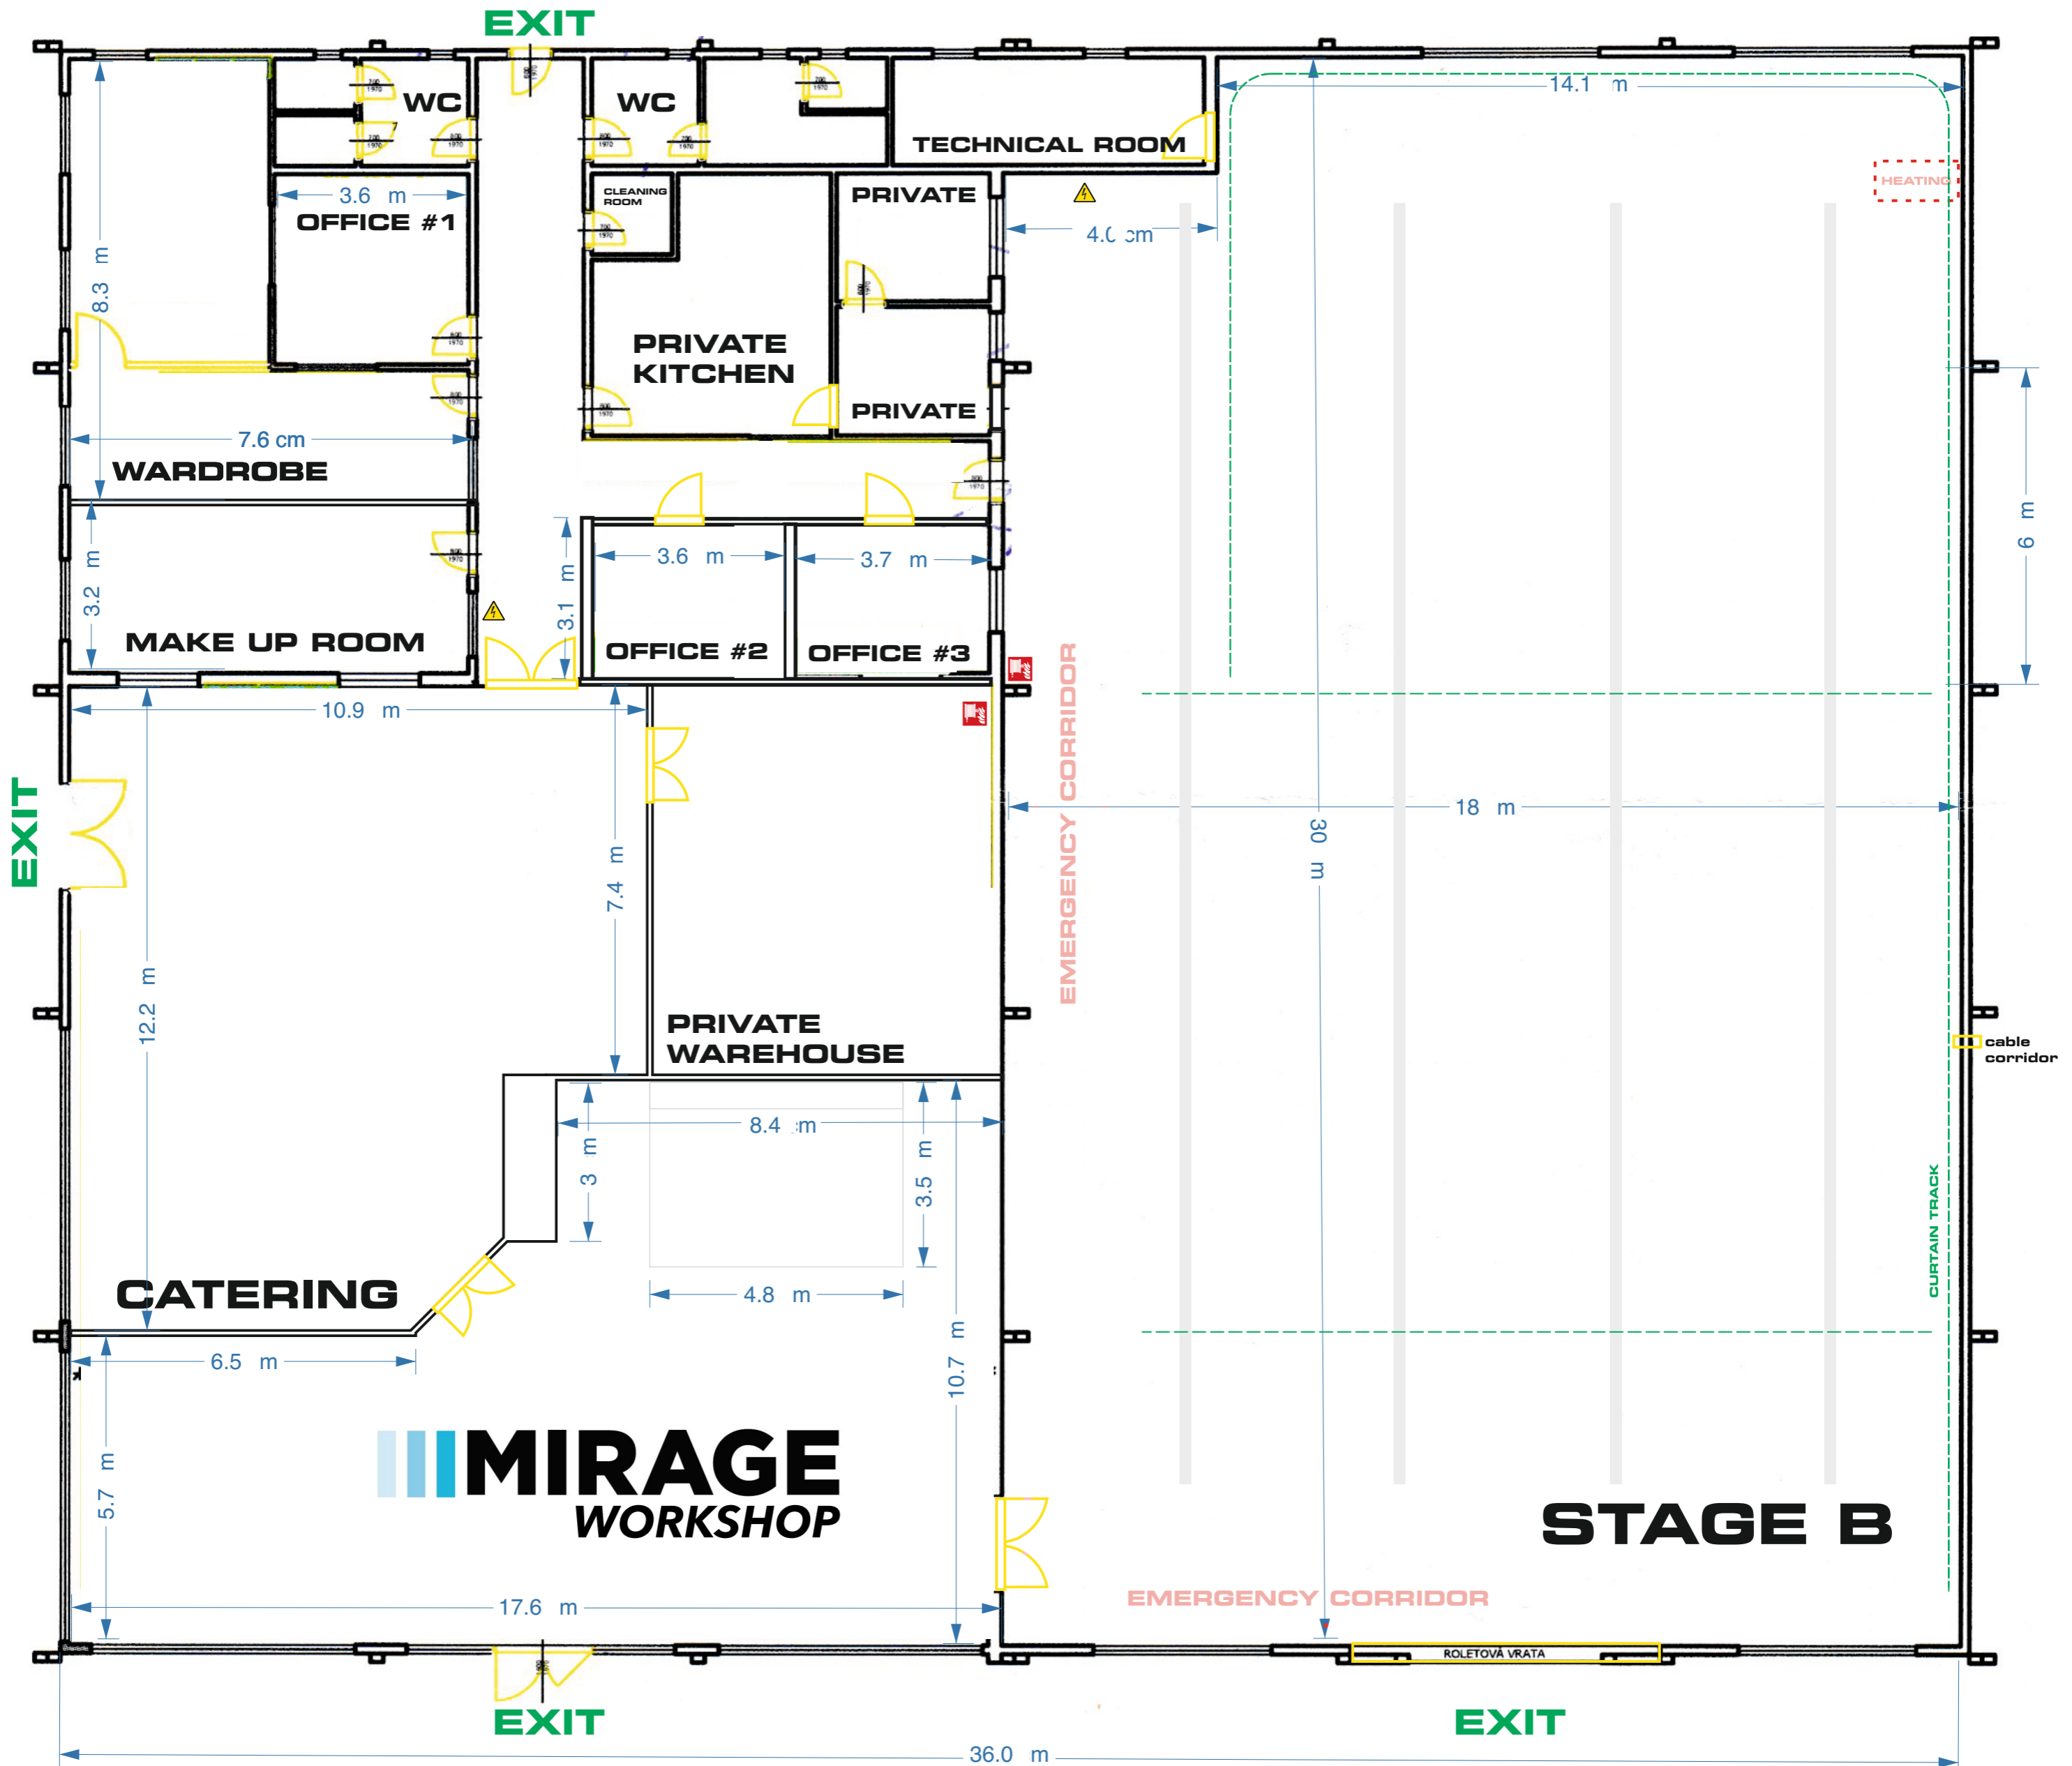 EXIT
14.1 m
WC
WC
TECHNICAL ROOM
HEATING
3.6 m
OFFICE #1
CLEANING
ROOM
PRIVATE
4.0 cm
8.3 m
PRIVATE
KITCHEN
PRIVATE
7.6 cm
WARDROBE
6 m
3.2 m
MAKE UP ROOM
3.1 m
3.6 m
3.7 m
OFFICE #2
OFFICE #3
10.9 m
EXIT
EMERGENCY CORRIDOR
18 m
30 m
7.4 m
12.2 m
PRIVATE
WAREHOUSE
cable
corridor
8.4 m
3 m
3.5 m
CURTAIN TRACK
CATERING
4.8 m
6.5 m
10.7 m
5.7 m
MIRAGE
WORKSHOP
STAGE B
17.6 m
EMERGENCY CORRIDOR
ROLETOVÁ VRATA
EXIT
EXIT
36.0 m